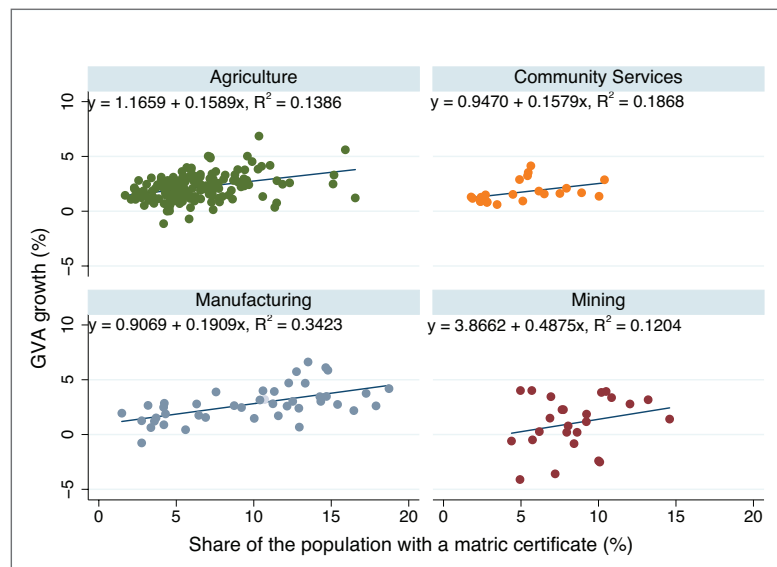 Agriculture
y = 1.1659 + 0.1589x, R² = 0.1386
Community Services
y = 0.9470 + 0.1579x, R² = 0.1868
10
5
0
−5
Manufacturing
y = 0.9069 + 0.1909x, R² = 0.3423
Mining
y = 3.8662 + 0.4875x, R² = 0.1204
10
5
0
−5
GVA growth (%)
0 5 10 15 20 0 5 10 15 20
Share of the population with a matric certificate (%)